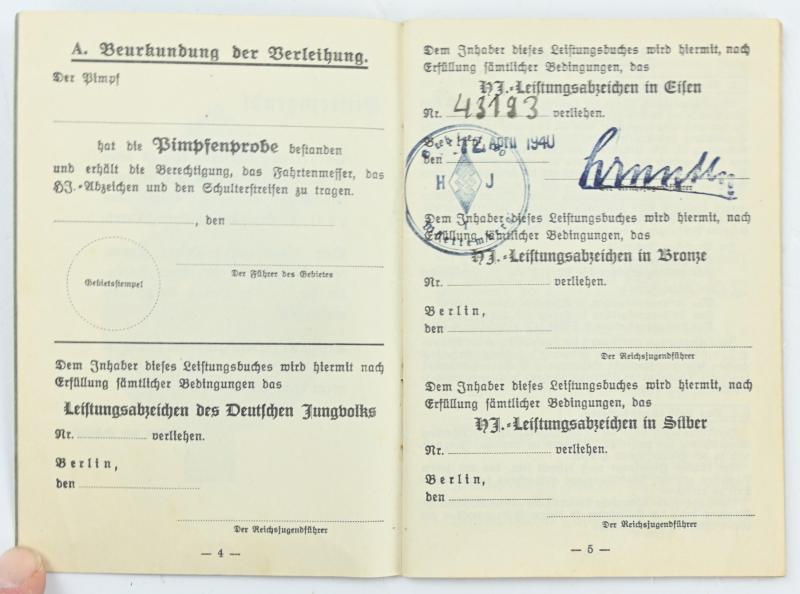 A. Beurkundung der Verleihung.
Der Pimpf
hat die Pimpfenprobe bestanden
und erhält die Berechtigung, das Fahrtenmesser, das
HJ.-Abzeichen und den Schulterstreifen zu tragen.
, den
Der Führer des Gebietes
Gebietsstempel
Dem Inhaber dieses Leistungsbuches wird hiermit nach
Erfüllung sämtlicher Bedingungen das
Leistungsabzeichen des Deutschen Jungvolks
Nr. verliehen.
Berlin,
den
Der Reichsjugendführer
— 4 —
Dem Inhaber dieses Leistungsbuches wird hiermit, nach
Erfüllung sämtlicher Bedingungen, das
HJ.-Leistungsabzeichen in Eisen
Nr. 43193 verliehen.
Berlin,
den 12. April 1940
H J
Der Reichsjugendführer
Dem Inhaber dieses Leistungsbuches wird hiermit, nach
Erfüllung sämtlicher Bedingungen, das
HJ.-Leistungsabzeichen in Bronze
Nr. verliehen.
Berlin,
den
Der Reichsjugendführer
Dem Inhaber dieses Leistungsbuches wird hiermit, nach
Erfüllung sämtlicher Bedingungen, das
HJ.-Leistungsabzeichen in Silber
Nr. verliehen.
Berlin,
den
Der Reichsjugendführer
— 5 —